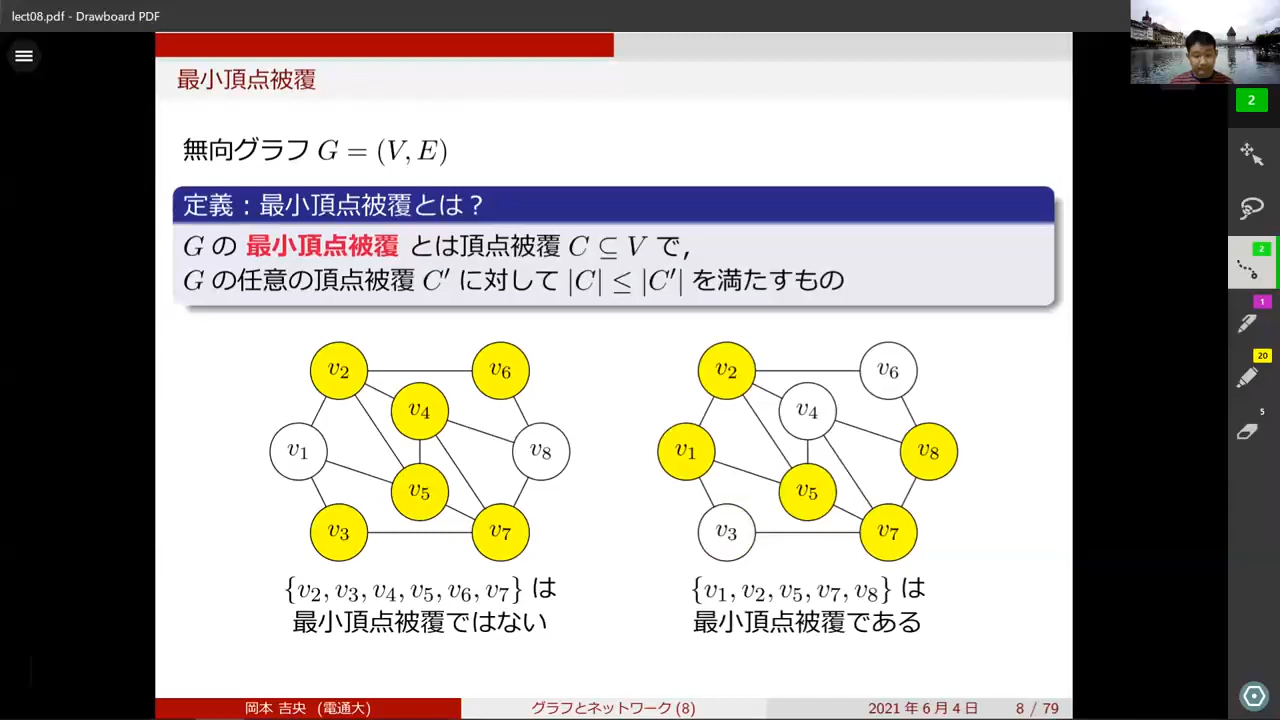 lect08.pdf - Drawboard PDF
最小頂点被覆
無向グラフ G = (V, E)
定義：最小頂点被覆とは？
G の 最小頂点被覆 とは頂点被覆 C ⊆ V で,
G の任意の頂点被覆 C′ に対して |C| ≤ |C′| を満たすもの
v2 v6 v4 v1 v8 v5 v3 v7
v2 v6 v4 v1 v8 v5 v3 v7
{v2, v3, v4, v5, v6, v7} は
最小頂点被覆ではない
{v1, v2, v5, v7, v8} は
最小頂点被覆である
岡本 吉央 (電通大) グラフとネットワーク (8) 2021 年 6 月 4 日 8 / 79
2
2
1
20
5